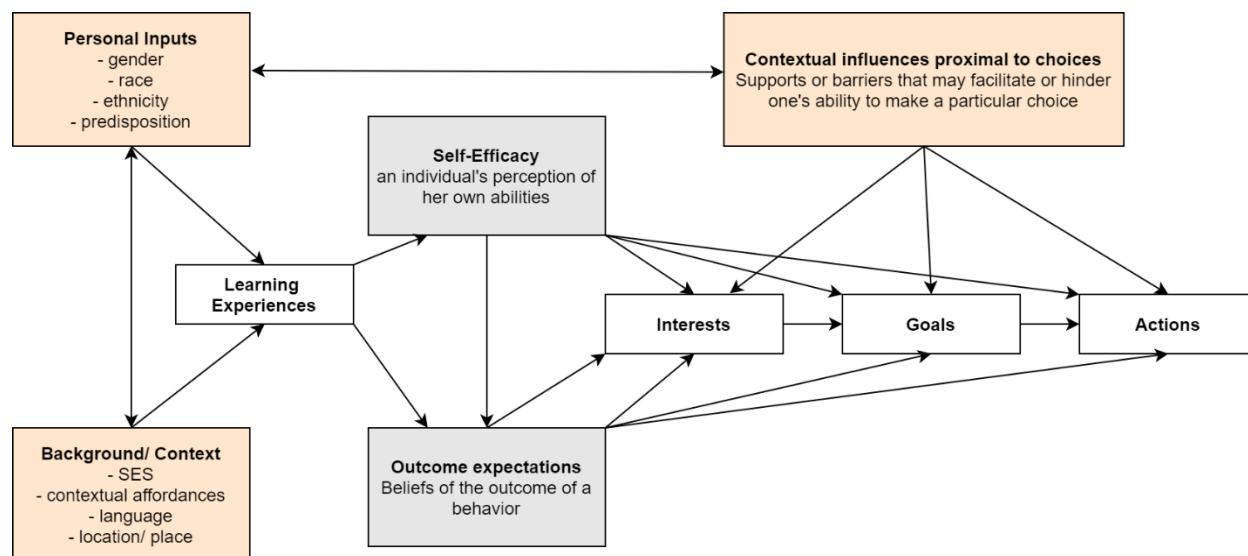 Personal Inputs
- gender
- race
- ethnicity
- predisposition
Contextual influences proximal to choices
Supports or barriers that may facilitate or hinder
one's ability to make a particular choice
Self-Efficacy
an individual's perception of
her own abilities
Learning
Experiences
Interests
Goals
Actions
Background/ Context
- SES
- contextual affordances
- language
- location/ place
Outcome expectations
Beliefs of the outcome of a
behavior